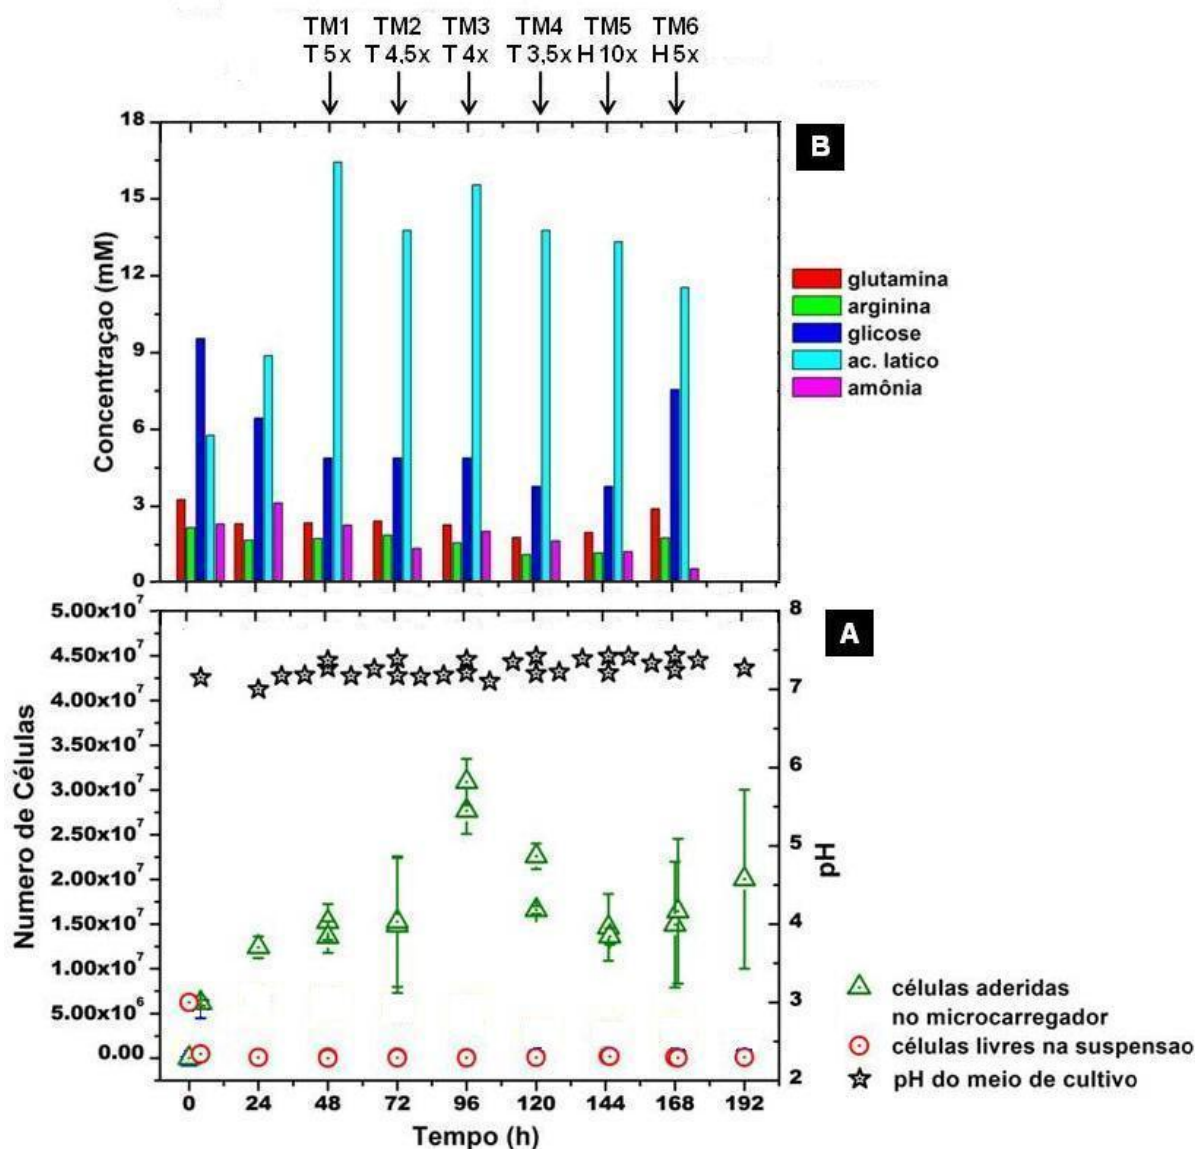 TM1 TM2 TM3 TM4 TM5 TM6
T 5x T 4,5x T 4x T 3,5x H 10x H 5x
B
18
15
12
9
6
3
0
Concentraçao (mM)
glutamina
arginina
glicose
ac. latico
amônia
A
5.00x10⁷
4.50x10⁷
4.00x10⁷
3.50x10⁷
3.00x10⁷
2.50x10⁷
2.00x10⁷
1.50x10⁷
1.00x10⁷
5.00x10⁶
0.00
Numero de Células
8
7
6
5
4
3
2
pH
0 24 48 72 96 120 144 168 192
Tempo (h)
células aderidas
no microcarregador
células livres na suspensao
pH do meio de cultivo